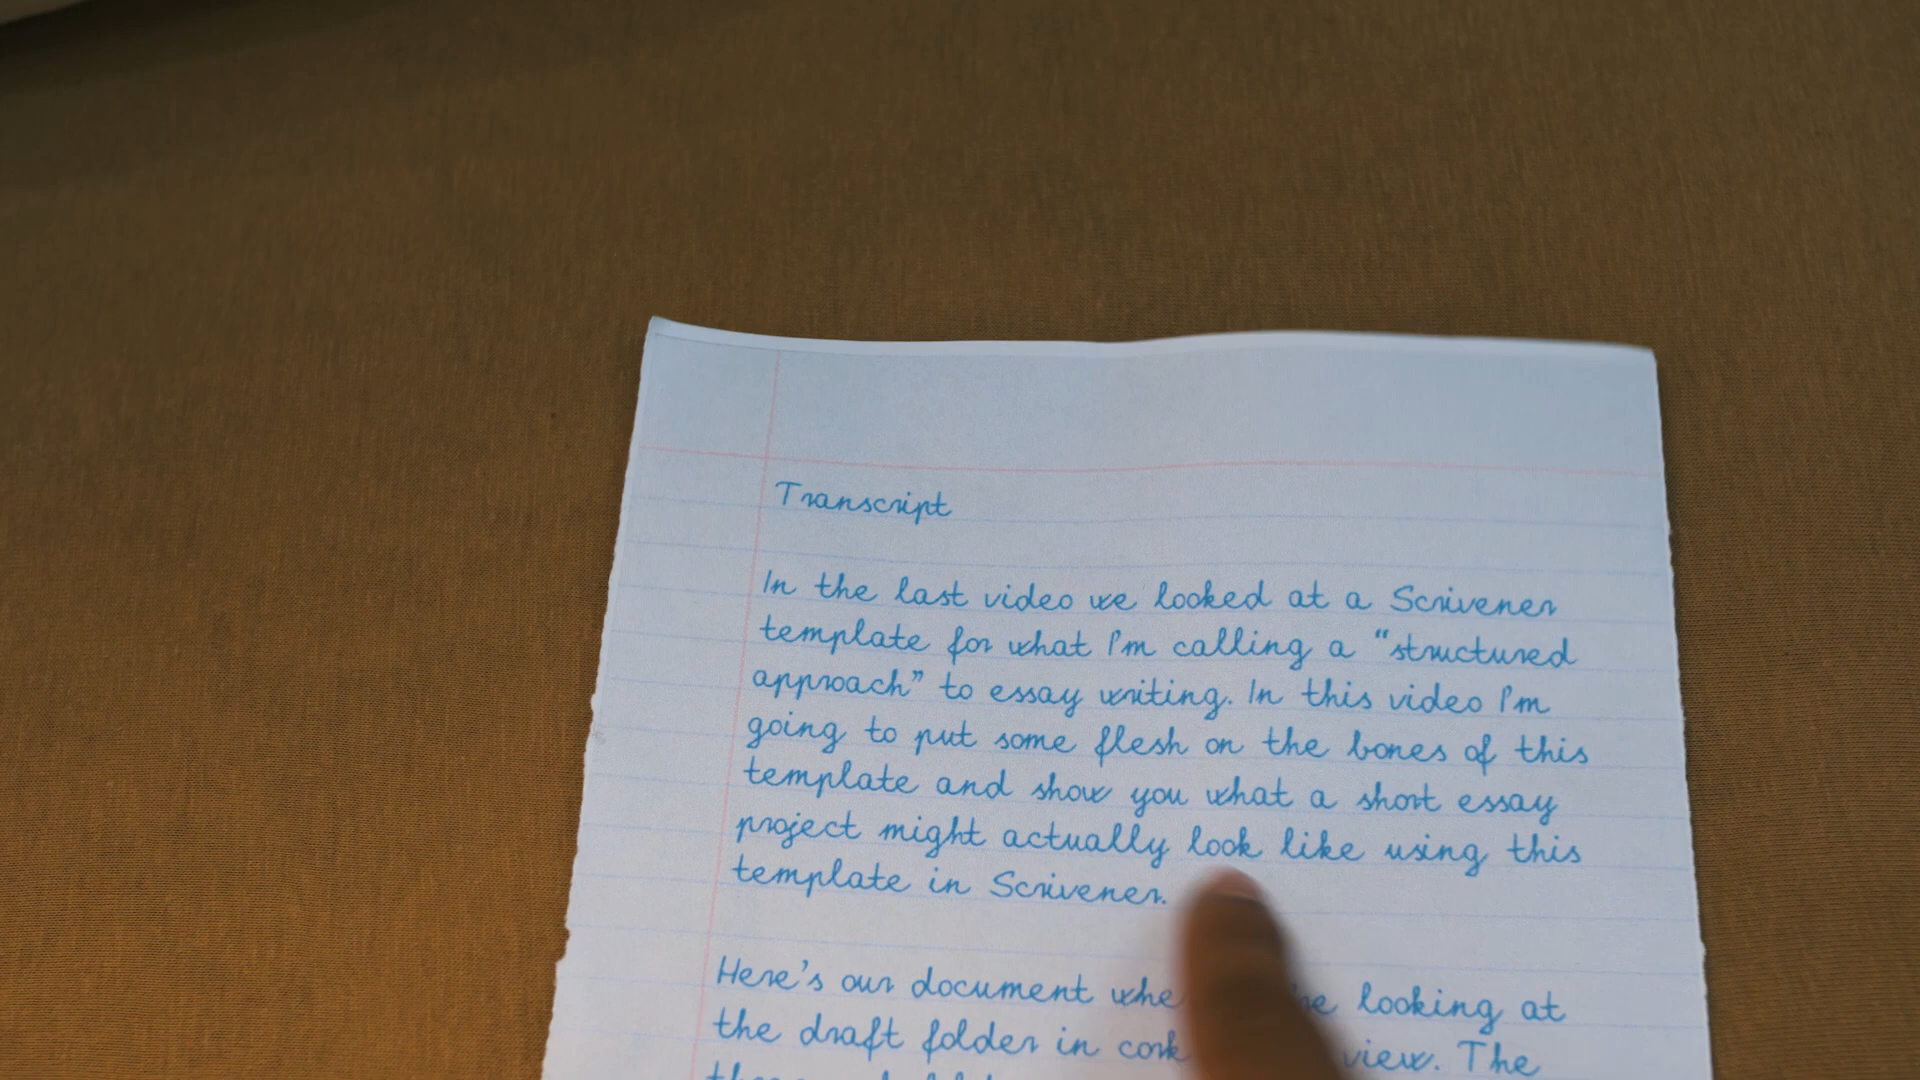 Transcript
In the last video we looked at a Scrivener
template for what I'm calling a “structured
approach” to essay writing. In this video I'm
going to put some flesh on the bones of this
template and show you what a short essay
project might actually look like using this
template in Scrivener.
Here's our document looking at
the draft folder in view. The